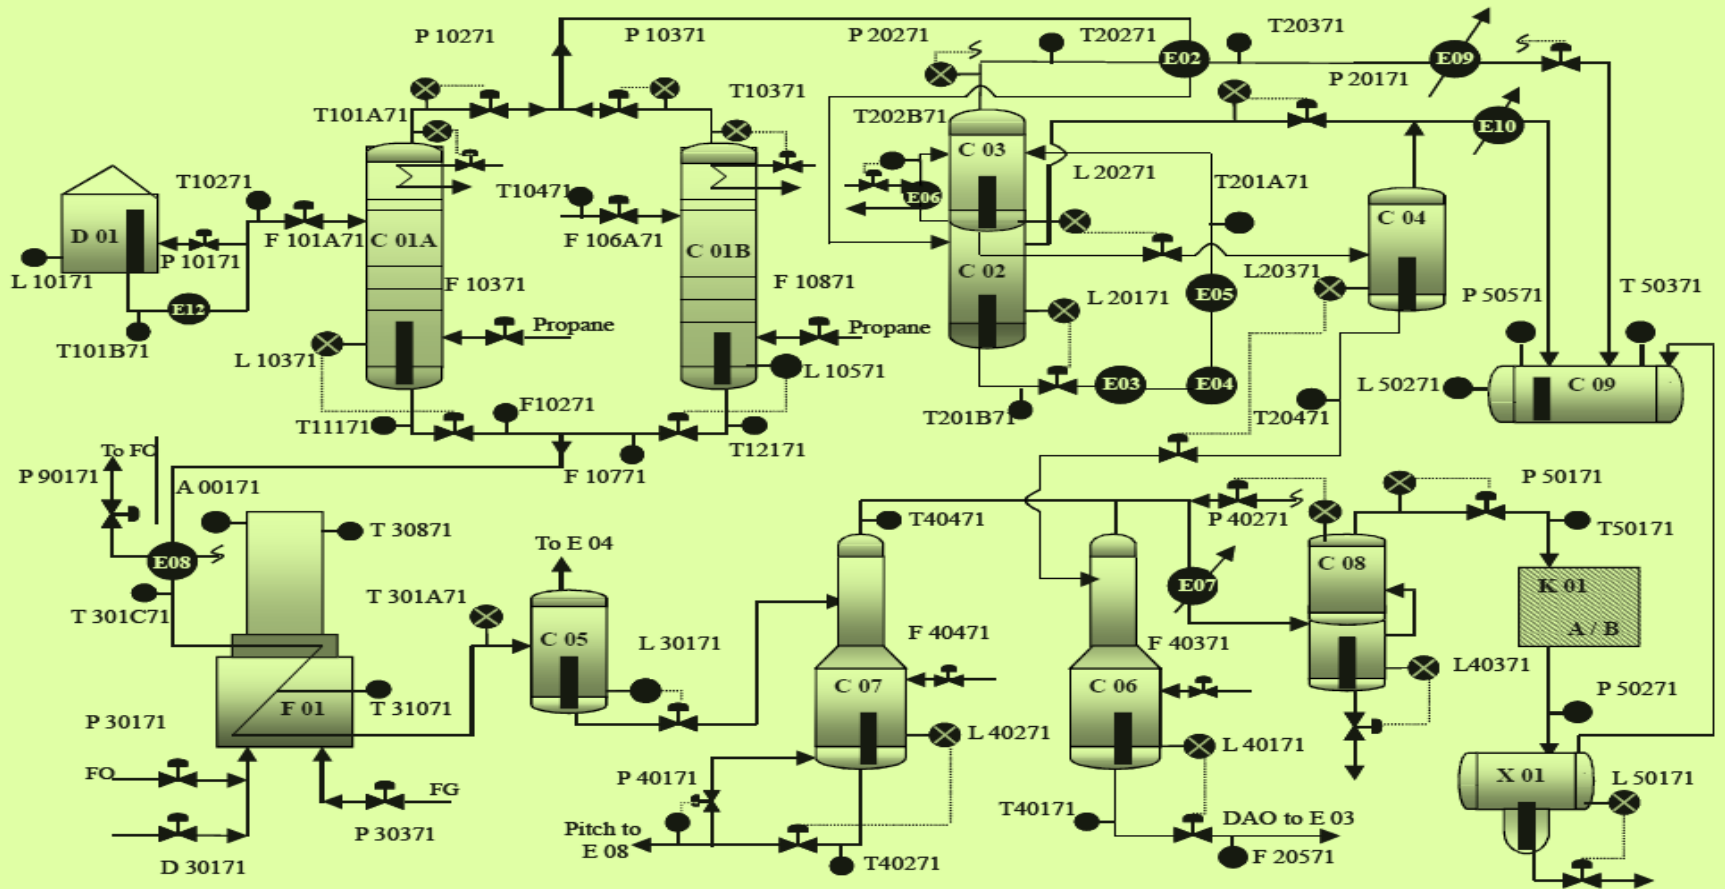 P 10271
P 10371
P 20271
T20271
T20371
E02
E09
P 20171
T10371
T101A71
T202B71
E10
C 03
L 20271
T201A71
T10271
T10471
E06
C 04
D 01
F 101A71
C 01A
F 106A71
C 01B
P 10171
C 02
L20371
L 10171
F 10371
F 10871
L 20171
E05
P 50571
T 50371
E12
Propane
Propane
T101B71
L 10371
L 10571
E03
E04
L 50271
C 09
F10271
T11171
T201B71
T20471
T12171
To FO
P 90171
A 00171
F 10771
P 50171
T40471
P 40271
T50171
T 30871
To E 04
E08
C 08
E07
K 01
T 301C71
T 301A71
A / B
C 05
L 30171
F 40471
F 40371
L40371
C 07
C 06
P 50271
F 01
T 31071
P 30171
L 40271
L 40171
FO
P 40171
X 01
L 50171
FG
T40171
DAO to E 03
Pitch to
E 08
P 30371
F 20571
D 30171
T40271